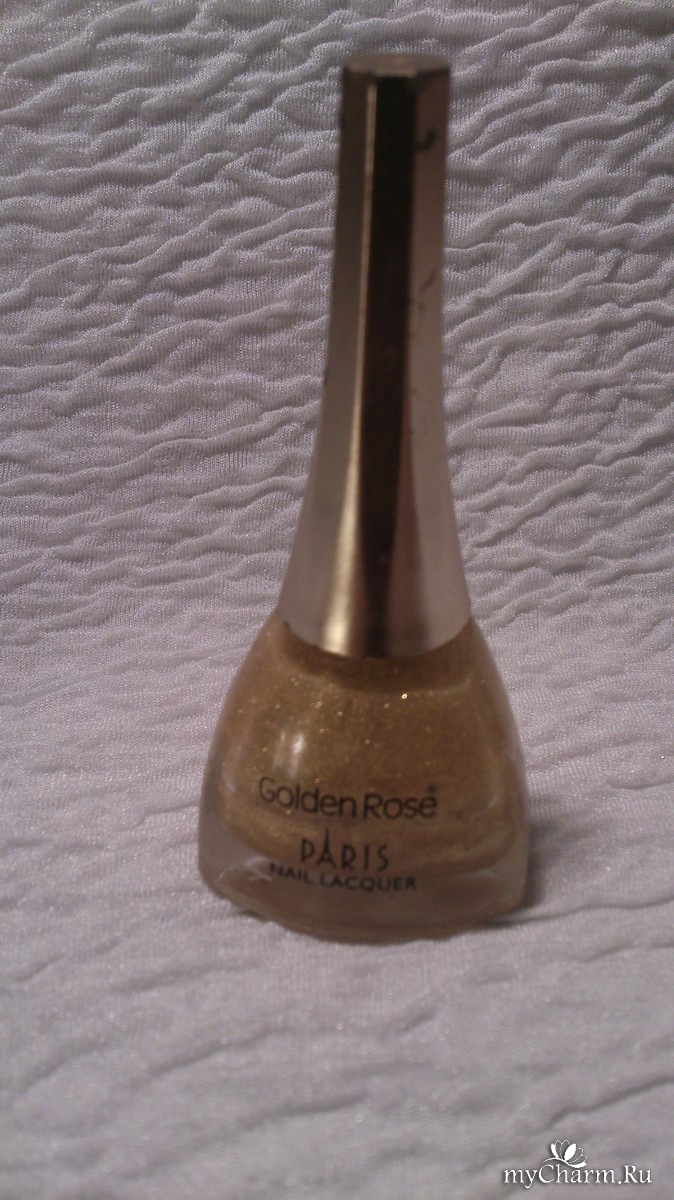 Golden Rose®
PARIS
NAIL LACQUER
myCharm.Ru